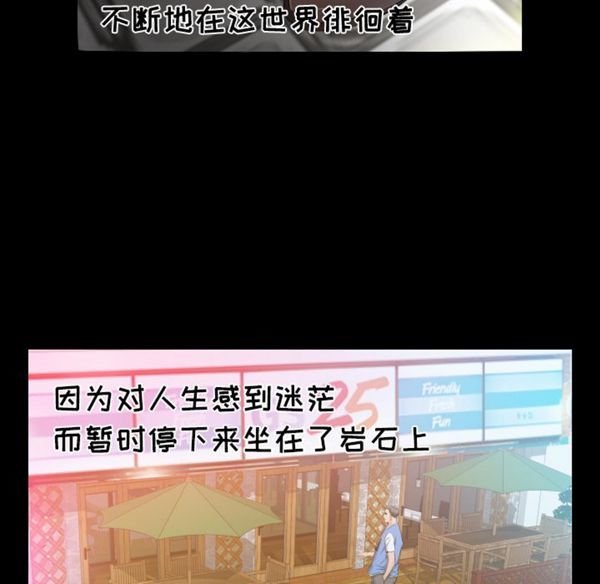 不断地在这世界徘徊着
因为对人生感到迷茫
而暂时停下来坐在了岩石上
GS25
Friendly
Fresh
Fun